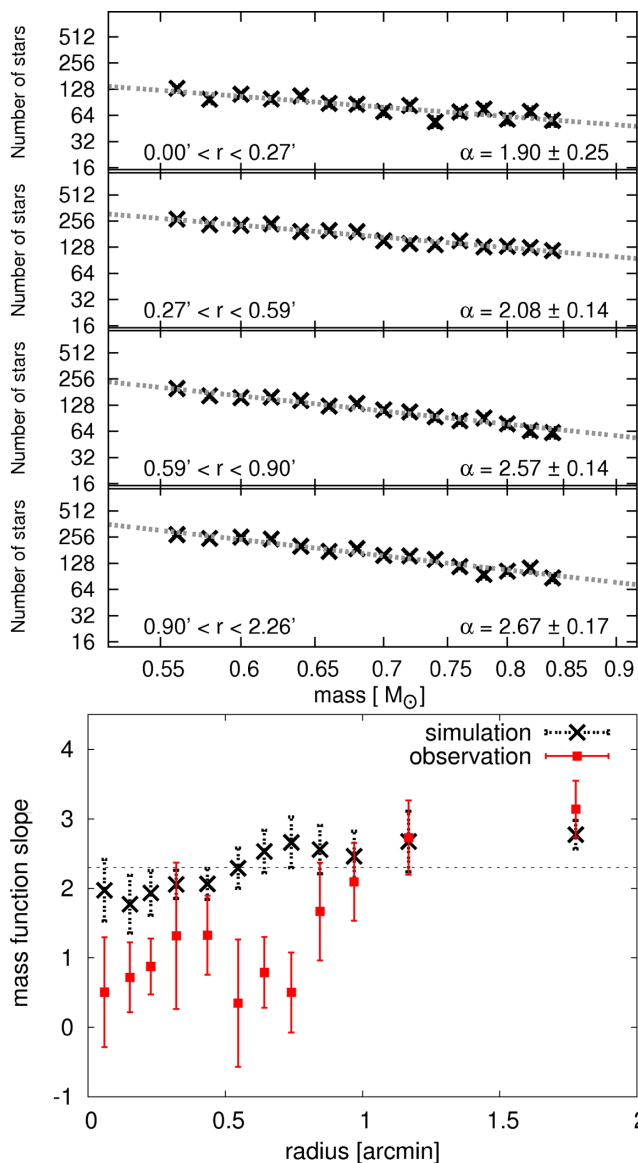 Number of stars
512
256
128
64
32
16
0.00' < r < 0.27'
α = 1.90 ± 0.25
Number of stars
512
256
128
64
32
16
0.27' < r < 0.59'
α = 2.08 ± 0.14
Number of stars
512
256
128
64
32
16
0.59' < r < 0.90'
α = 2.57 ± 0.14
Number of stars
512
256
128
64
32
16
0.90' < r < 2.26'
α = 2.67 ± 0.17
0.55 0.6 0.65 0.7 0.75 0.8 0.85 0.9
mass [ M⊙]
mass function slope
4
3
2
1
0
-1
simulation
observation
0 0.5 1 1.5 2
radius [arcmin]